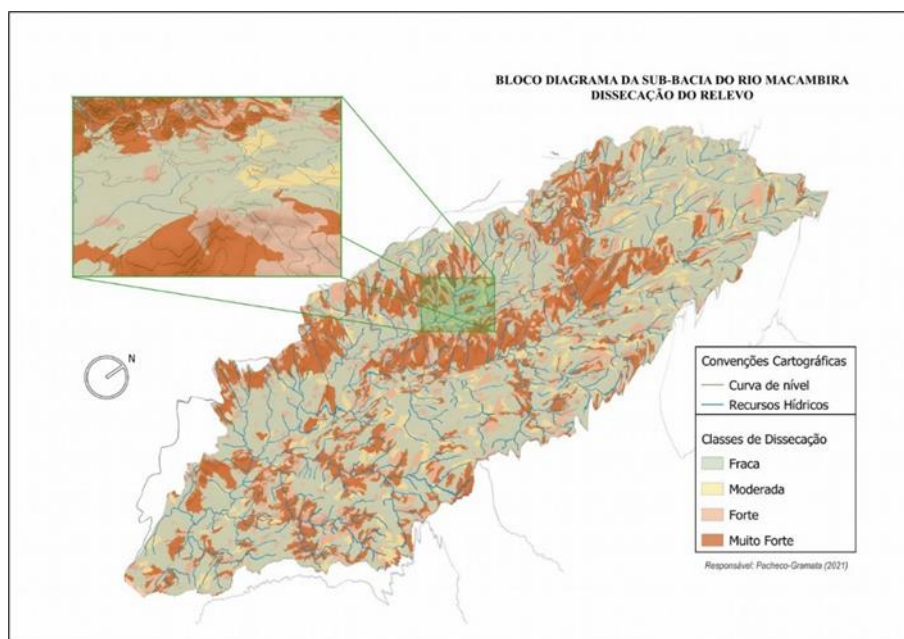 BLOCO DIAGRAMA DA SUB-BACIA DO RIO MACAMBIRA
DISSECAÇÃO DO RELEVO
N
Convenções Cartográficas
Curva de nível
Recursos Hídricos
Classes de Dissecação
Fraca
Moderada
Forte
Muito Forte
Responsável: Pacheco-Gramata (2021)